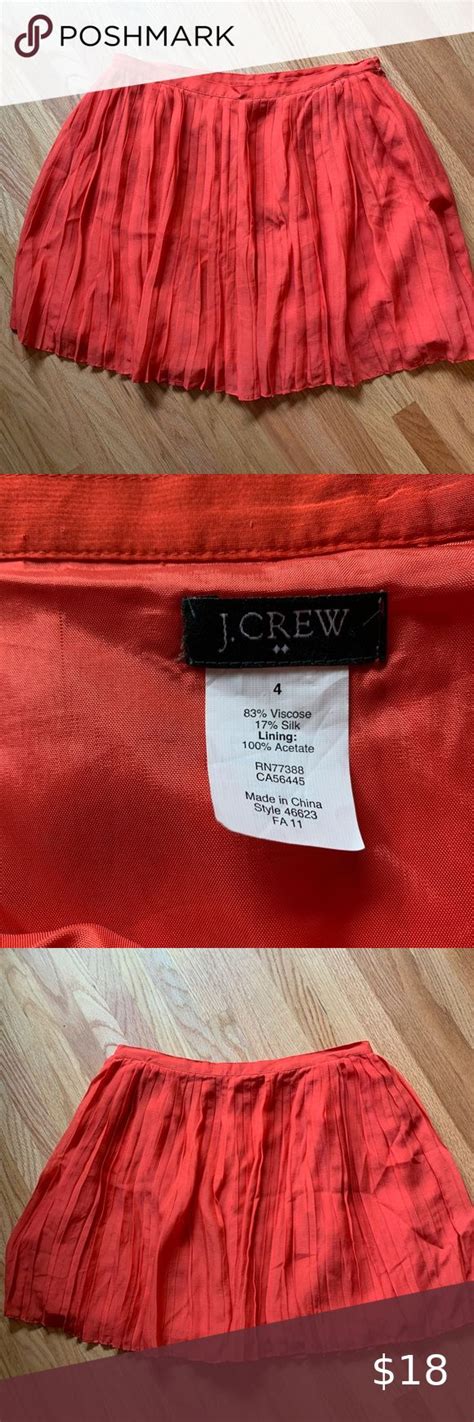 POSHMARK
J.CREW
4
83% Viscose
17% Silk
Lining:
100% Acetate
RN77388
CA56445
Made in China
Style 46623
FA 11
$18